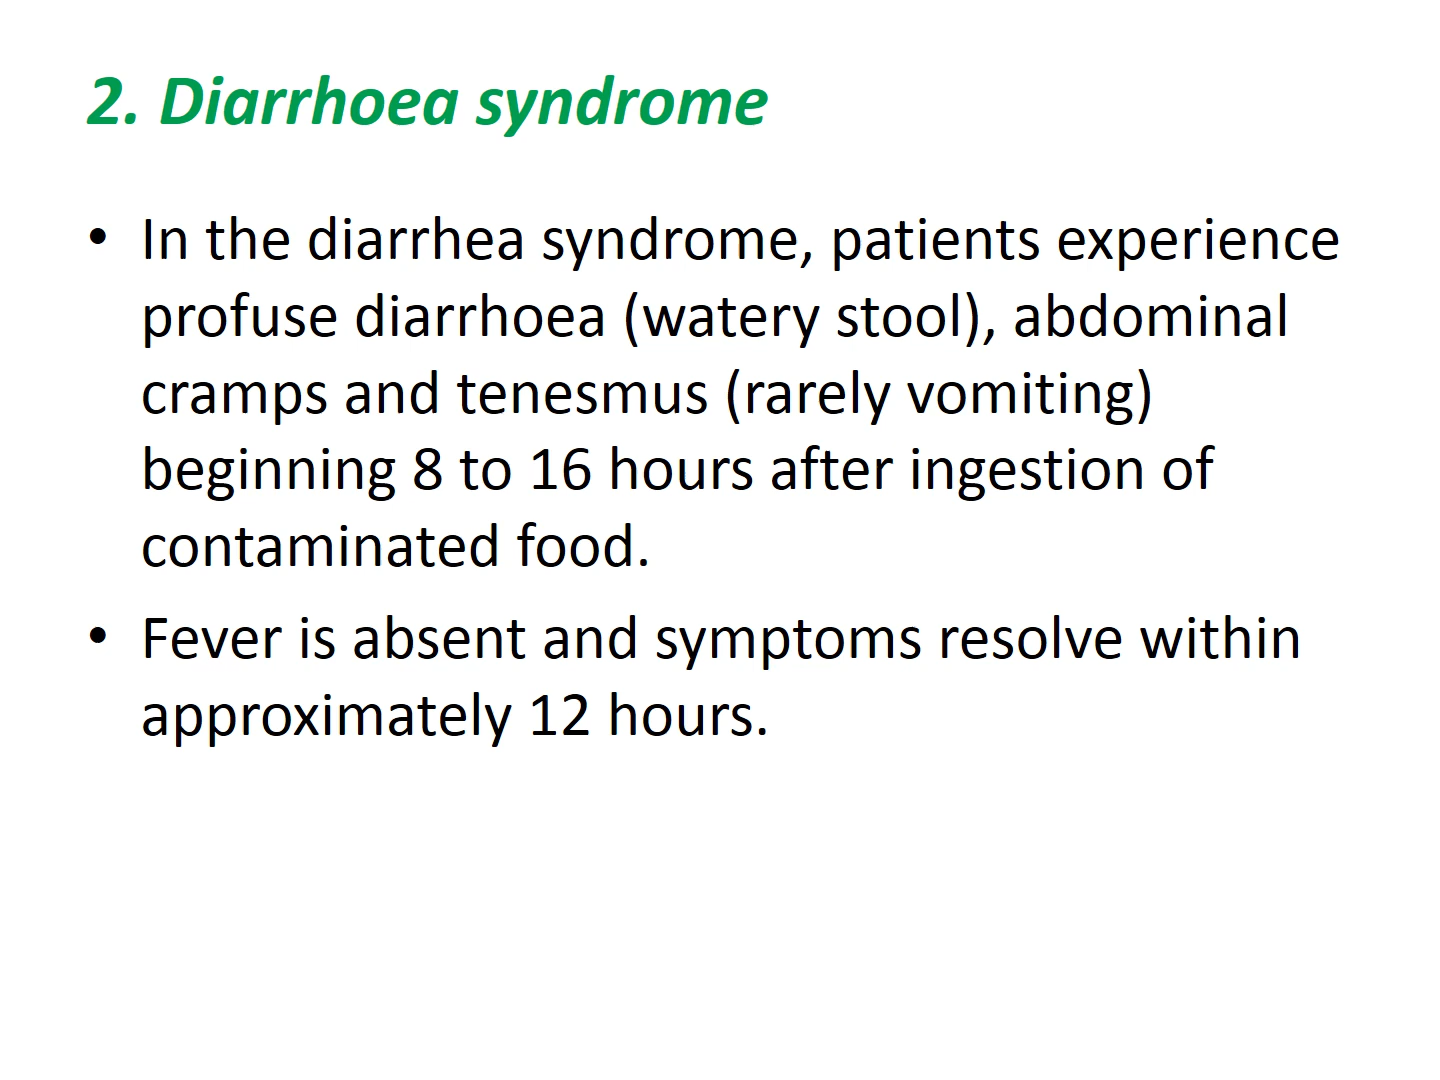 2. Diarrhoea syndrome
• In the diarrhea syndrome, patients experience
profuse diarrhoea (watery stool), abdominal
cramps and tenesmus (rarely vomiting)
beginning 8 to 16 hours after ingestion of
contaminated food.
• Fever is absent and symptoms resolve within
approximately 12 hours.